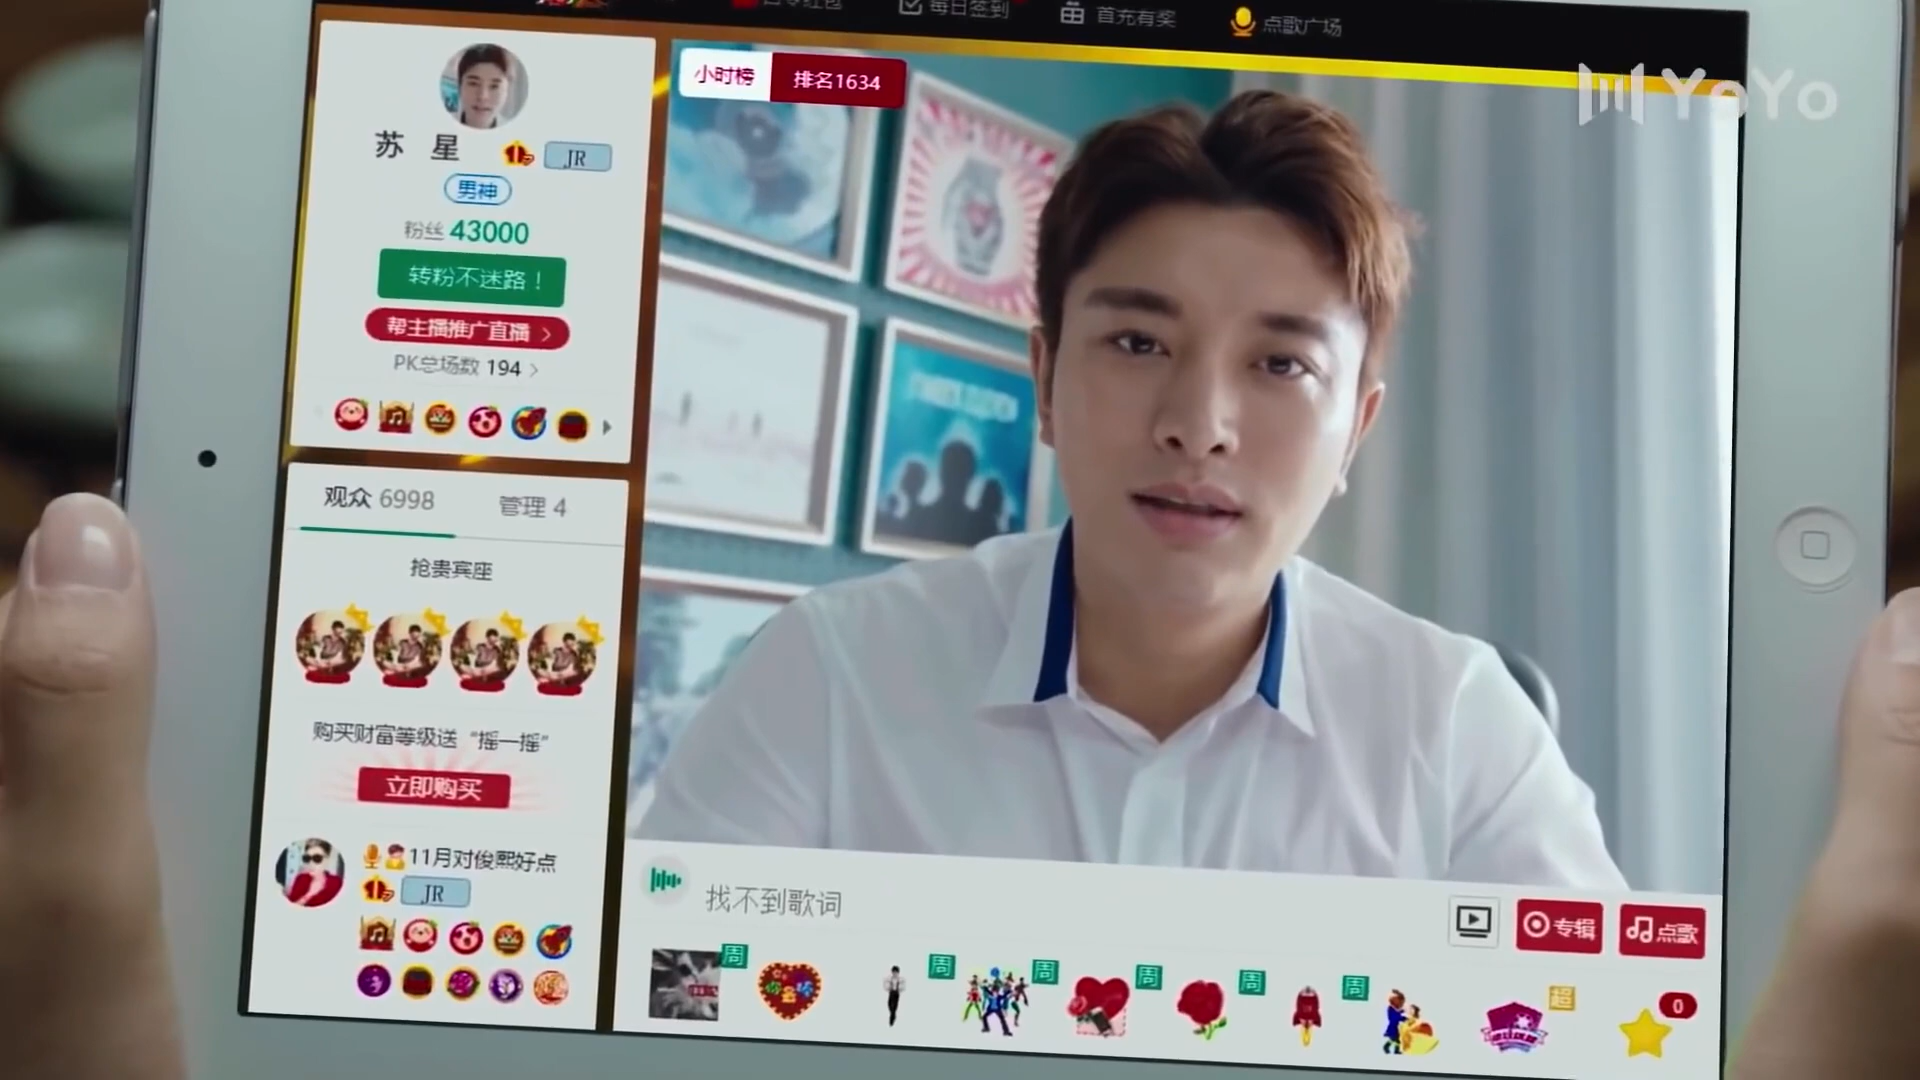 口令红包
每日签到
首充有奖
点歌广场
YoYo
小时榜
排名1634
苏 星
JR
男神
粉丝 43000
转粉不迷路！
帮主播推广直播 >
PK总场数 194 >
观众 6998
管理 4
抢贵宾座
购买财富等级送“摇一摇”
立即购买
11月对俊熙好点
JR
找不到歌词
专辑
点歌
周
周
周
周
周
周
超
0